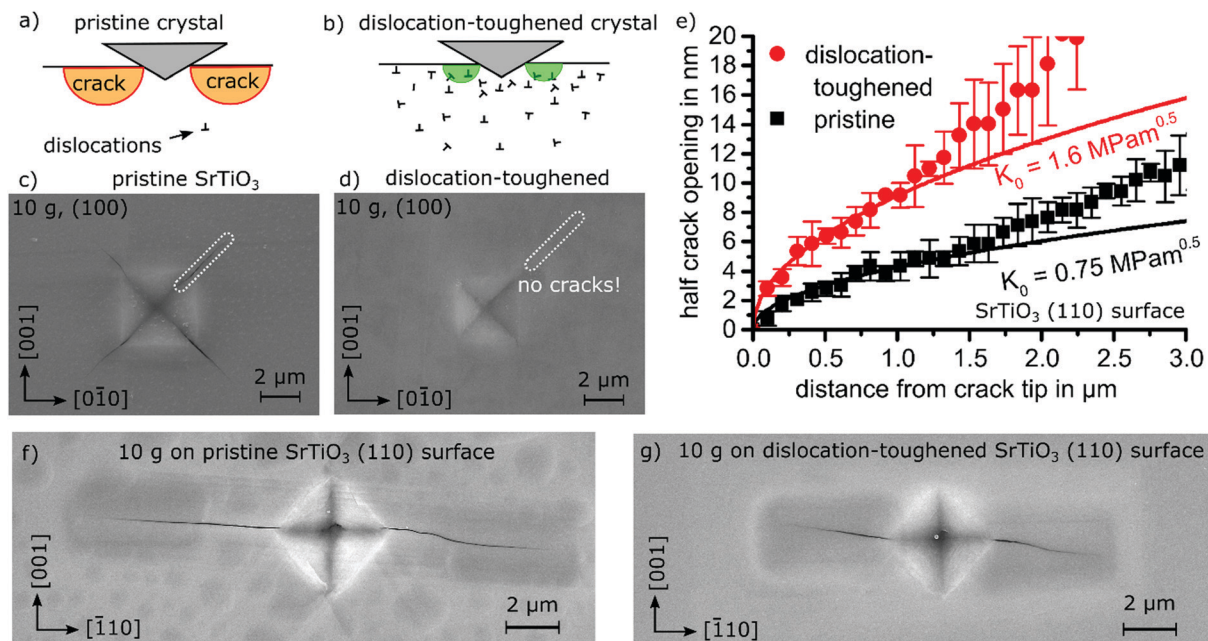 a) pristine crystal
crack crack
dislocations
b) dislocation-toughened crystal
c) pristine SrTiO₃
10 g, (100)
[001]
[01̄0]
2 µm
d) dislocation-toughened
10 g, (100)
no cracks!
[001]
[01̄0]
2 µm
e)
half crack opening in nm
20
18
16
14
12
10
8
6
4
2
0
dislocation-
toughened
pristine
K₀ = 1.6 MPam⁰·⁵
K₀ = 0.75 MPam⁰·⁵
SrTiO₃ (110) surface
0.0 0.5 1.0 1.5 2.0 2.5 3.0
distance from crack tip in µm
f) 10 g on pristine SrTiO₃ (110) surface
[001]
[1̄10]
2 µm
g) 10 g on dislocation-toughened SrTiO₃ (110) surface
[001]
[1̄10]
2 µm